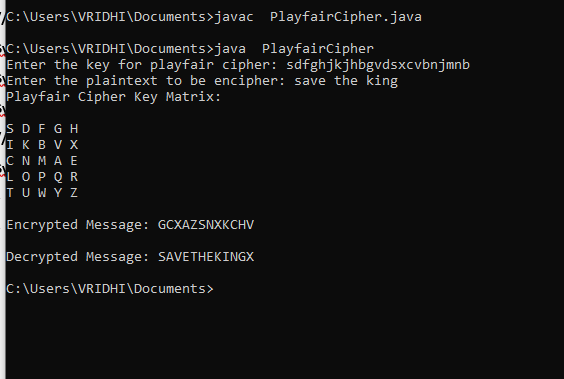 C:\Users\VRIDHI\Documents>javac  PlayfairCipher.java
C:\Users\VRIDHI\Documents>java  PlayfairCipher
Enter the key for playfair cipher: sdfghjkjhbgvdsxcvbnjmnb
Enter the plaintext to be encipher: save the king
Playfair Cipher Key Matrix:
S D F G H
I K B V X
C N M A E
L O P Q R
T U W Y Z
Encrypted Message: GCXAZSNXKCHV
Decrypted Message: SAVETHEKINGX
C:\Users\VRIDHI\Documents>